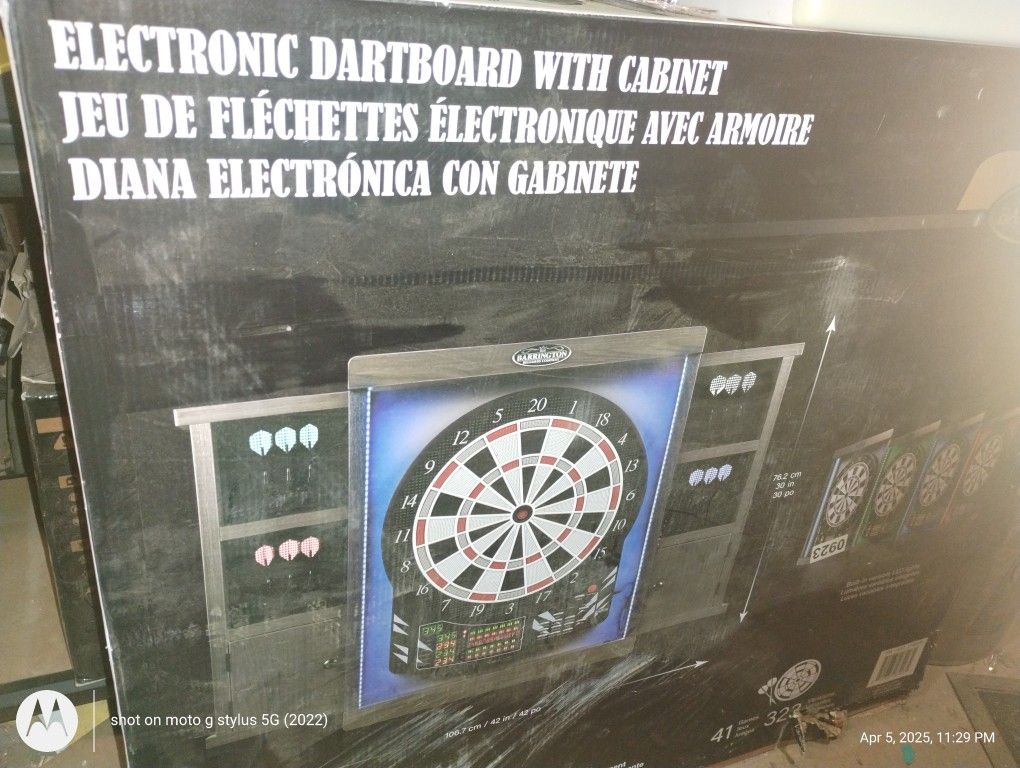 ELECTRONIC DARTBOARD WITH CABINET
JEU DE FLÉCHETTES ÉLECTRONIQUE AVEC ARMOIRE
DIANA ELECTRÓNICA CON GABINETE
BARRINGTON
5 20 1
12 18
9 4
14 13
11 6
8 10
16 15
7 2
19 3 17
76.2 cm
30 in
30 po
0923
106.7 cm / 42 in / 42 po
41
shot on moto g stylus 5G (2022)
Apr 5, 2025, 11:29 PM